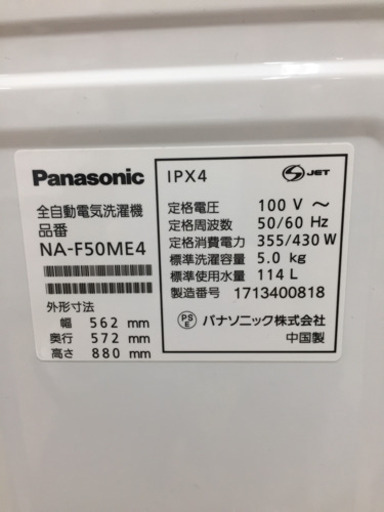 Panasonic
全自動電気洗濯機
品番
NA-F50ME4
外形寸法
幅 562 mm
奥行 572 mm
高さ 880 mm
IPX4
S JET
定格電圧 100 V ～
定格周波数 50/60 Hz
定格消費電力 355/430 W
標準洗濯容量 5.0 kg
標準使用水量 114 L
製造番号 1713400818
PS
E
パナソニック株式会社
中国製